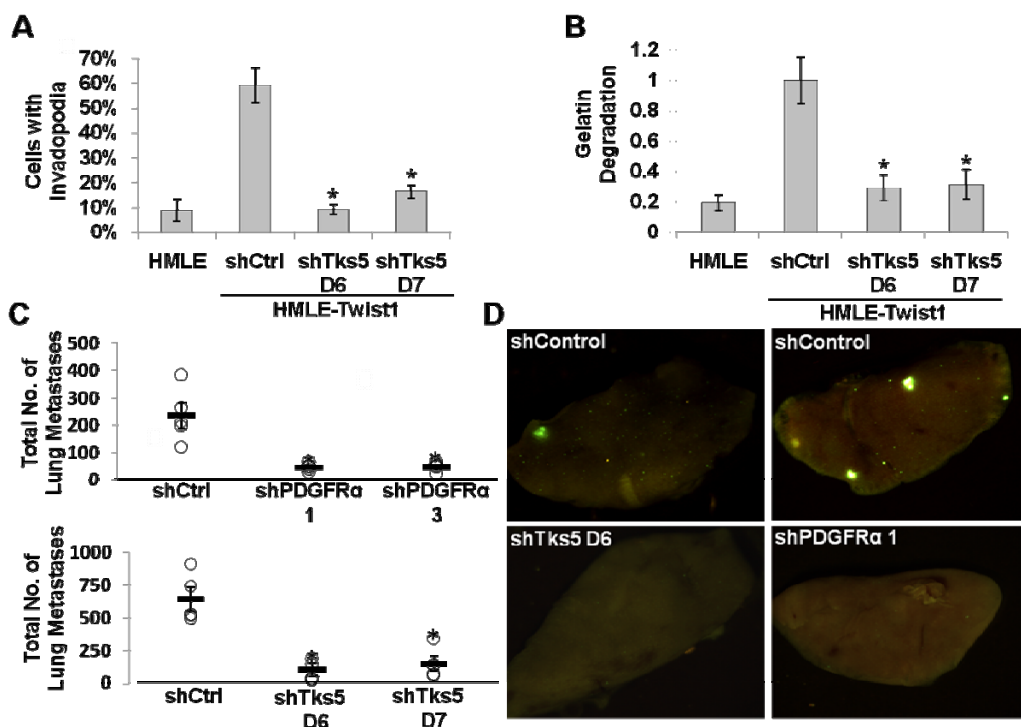 A
Cells with
Invadopodia
70%
60%
50%
40%
30%
20%
10%
0%
*
*
HMLE
shCtrl
shTks5
D6
shTks5
D7
HMLE-Twist1
B
Gelatin
Degradation
1.2
1
0.8
0.6
0.4
0.2
0
*
*
HMLE
shCtrl
shTks5
D6
shTks5
D7
HMLE-Twist1
C
Total No. of
Lung Metastases
500
400
300
200
100
0
*
*
shCtrl
shPDGFRα
1
shPDGFRα
3
Total No. of
Lung Metastases
1000
750
500
250
0
*
*
shCtrl
shTks5
D6
shTks5
D7
D
shControl
shControl
shTks5 D6
shPDGFRα 1